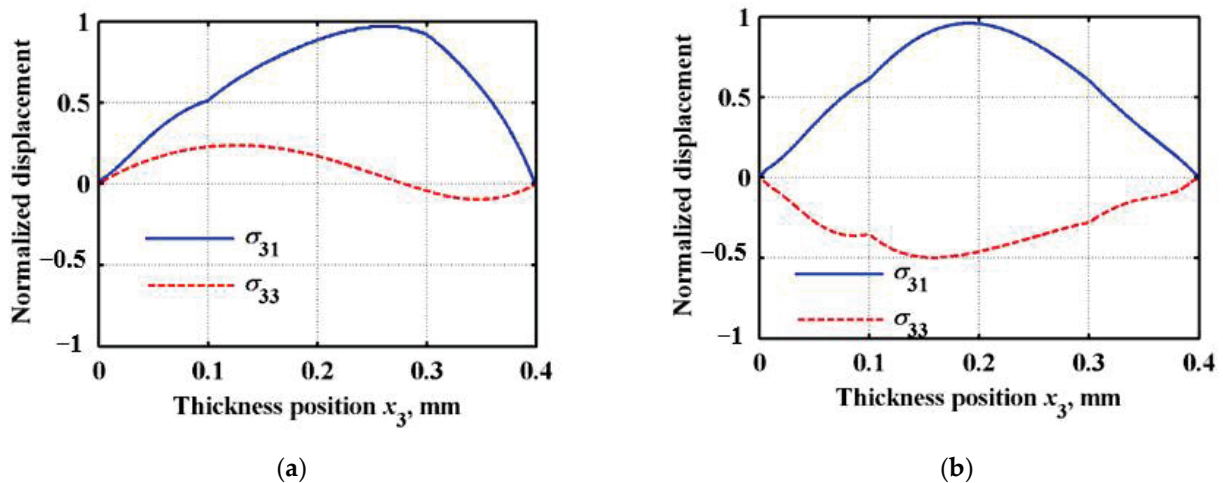 Normalized displacement
1
0.5
0
−0.5
−1
σ31
σ33
0 0.1 0.2 0.3 0.4
Thickness position x3, mm
(a)
Normalized displacement
1
0.5
0
−0.5
−1
σ31
σ33
0 0.1 0.2 0.3 0.4
Thickness position x3, mm
(b)